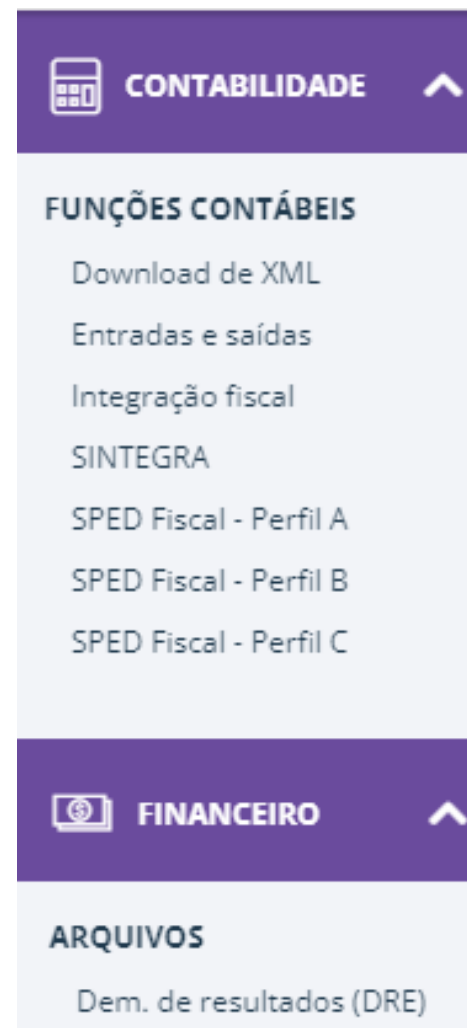 CONTABILIDADE
FUNÇÕES CONTÁBEIS
Download de XML
Entradas e saídas
Integração fiscal
SINTEGRA
SPED Fiscal - Perfil A
SPED Fiscal - Perfil B
SPED Fiscal - Perfil C
FINANCEIRO
ARQUIVOS
Dem. de resultados (DRE)